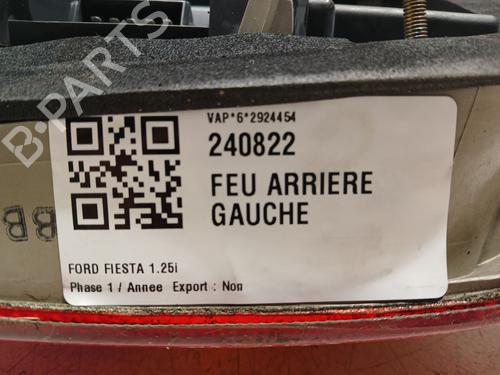 B-PARTS
VAP*6*2924454
240822
FEU ARRIERE
GAUCHE
FORD FIESTA 1.25i
Phase 1 / Annee Export : Non